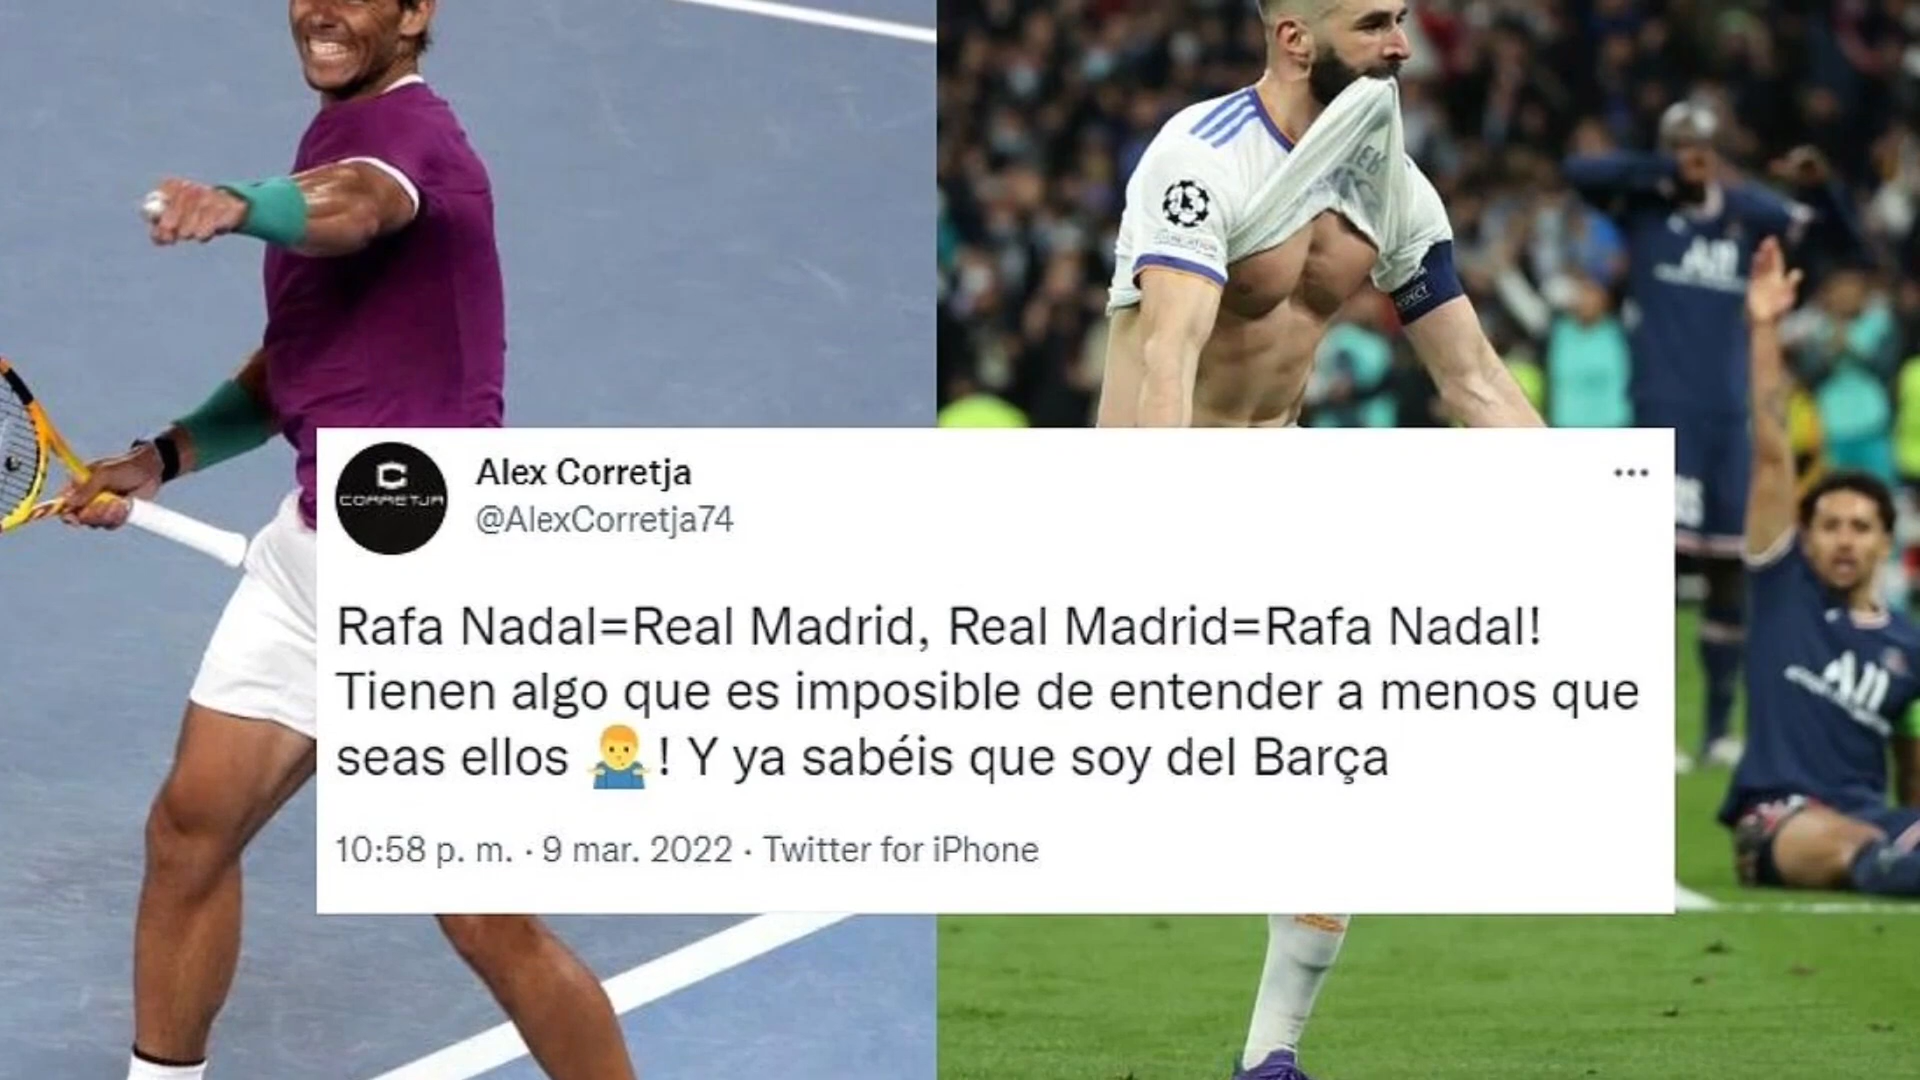 C
CORRETJA
Alex Corretja
@AlexCorretja74
Rafa Nadal=Real Madrid, Real Madrid=Rafa Nadal!
Tienen algo que es imposible de entender a menos que
seas ellos 🤷‍♂️! Y ya sabéis que soy del Barça
10:58 p. m. · 9 mar. 2022 · Twitter for iPhone